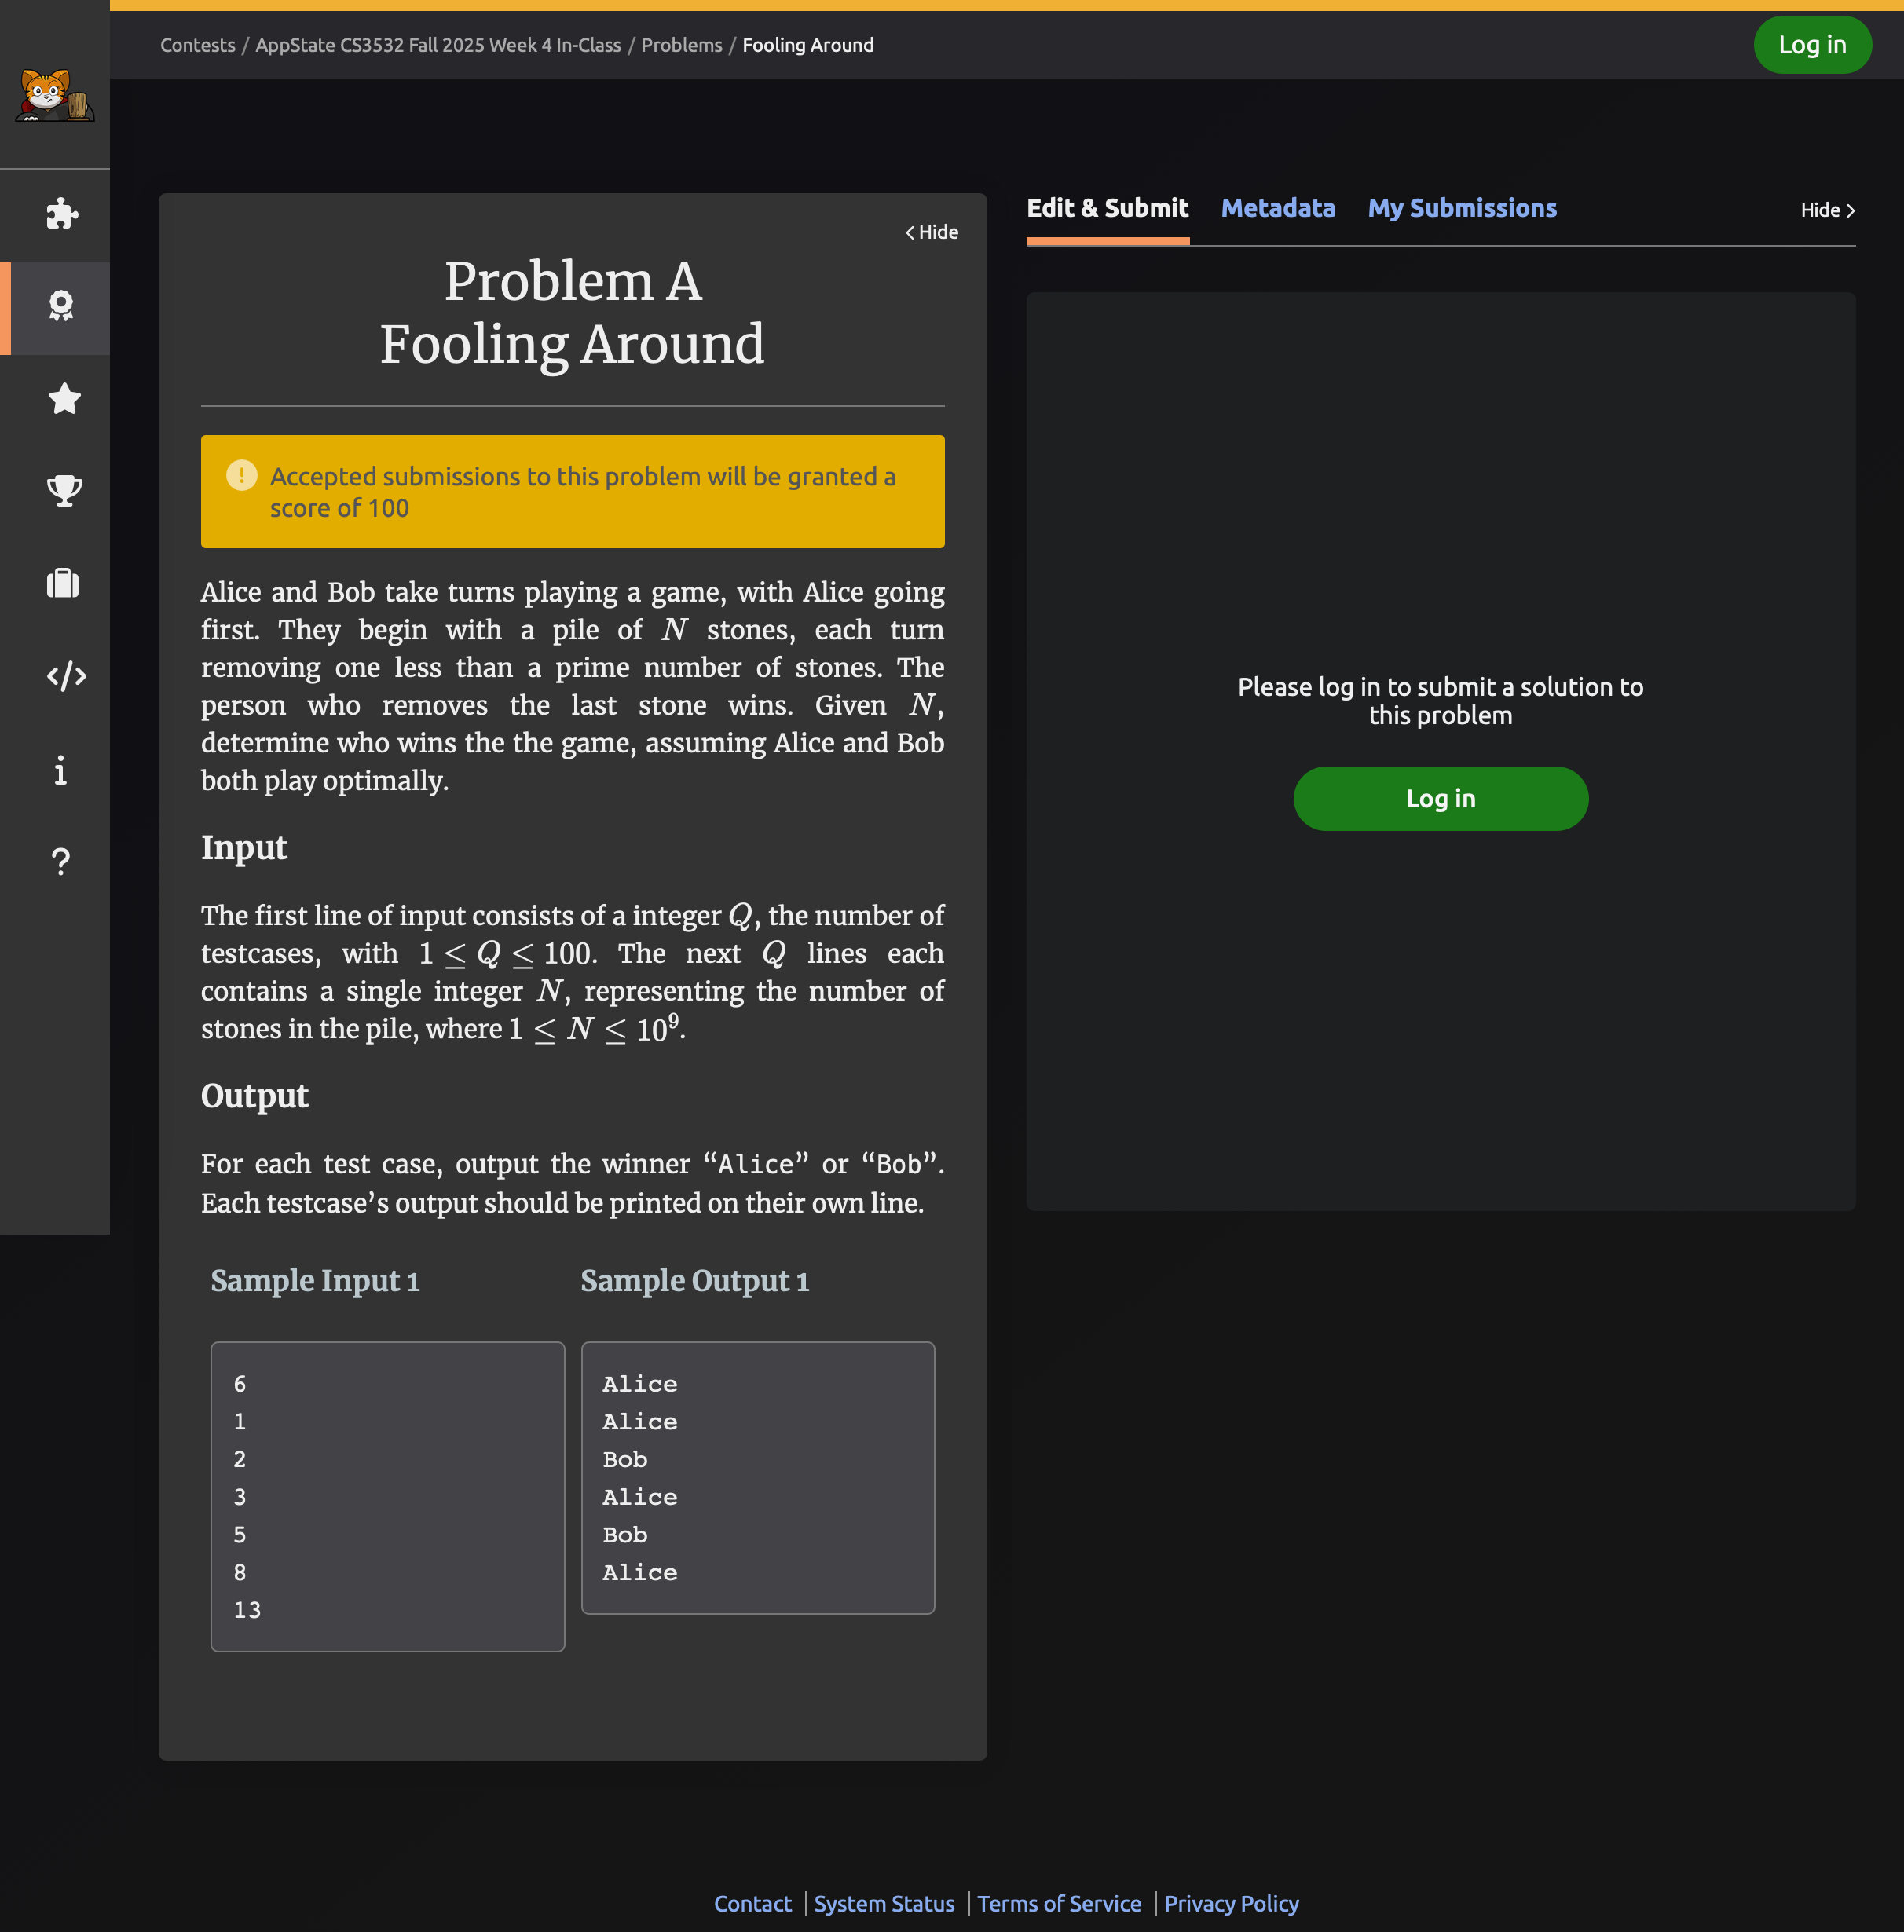 Contests / AppState CS3532 Fall 2025 Week 4 In-Class / Problems / Fooling Around
Log in
Hide
Problem A
Fooling Around
Accepted submissions to this problem will be granted a
score of 100
Alice and Bob take turns playing a game, with Alice going
first. They begin with a pile of N stones, each turn
removing one less than a prime number of stones. The
person who removes the last stone wins. Given N,
determine who wins the the game, assuming Alice and Bob
both play optimally.
Input
The first line of input consists of a integer Q, the number of
testcases, with 1 ≤ Q ≤ 100. The next Q lines each
contains a single integer N, representing the number of
stones in the pile, where 1 ≤ N ≤ 10⁹.
Output
For each test case, output the winner “Alice” or “Bob”.
Each testcase’s output should be printed on their own line.
Sample Input 1
6
1
2
3
5
8
13
Sample Output 1
Alice
Alice
Bob
Alice
Bob
Alice
Edit & Submit Metadata My Submissions Hide
Please log in to submit a solution to
this problem
Log in
Contact | System Status | Terms of Service | Privacy Policy